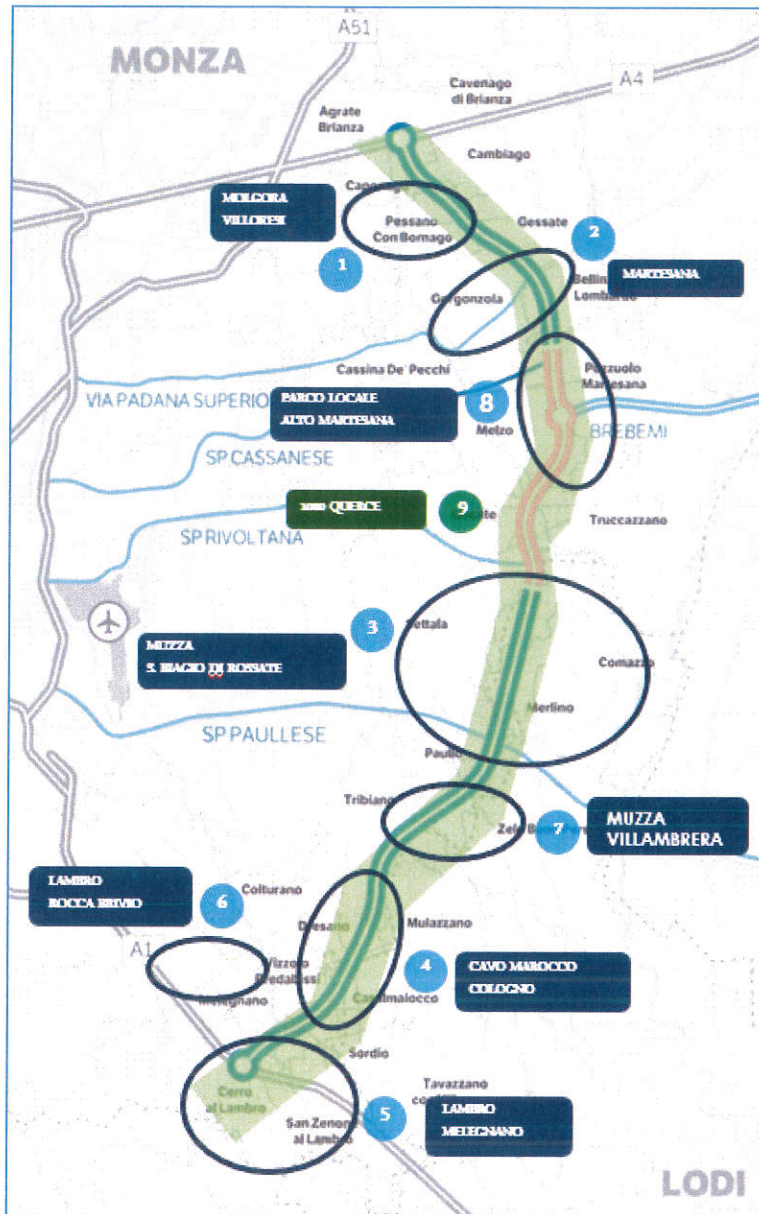 A51
MONZA
A4
Cavenago
di Brianza
Agrate
Brianza
Cambiago
MOLGORA
VILLORESI
Pessano
Con Bornago
Gessate
2
1
MARTESANA
Lombardo
Gorgonzola
Cassina De' Pecchi
Pozzuolo
Martesana
VIA PADANA SUPERIO
PARCO LOCALE
ALTO MARTESANA
8
Melzo
BREBEMI
SP CASSANESE
QUERCE
9
Truccazzano
SP RIVOLTANA
3
Settala
MUZZA
S. BIAGIO DI ROSSATE
Comazzo
Merlino
SP PAULLESE
Paullo
Tribiano
7
MUZZA
VILLAMBRERA
LAMBRO
ROCCA BRIVIO
6
Colturano
Dresano
Mulazzano
A1
Vizzolo
Predabissi
4
CAVO MAROCCO
COLOGNO
Melegnano
Casalmaiocco
Sordio
Cerro
al Lambro
Tavazzano
San Zenone
al Lambro
5
LAMBRO
MELEGNANO
LODI